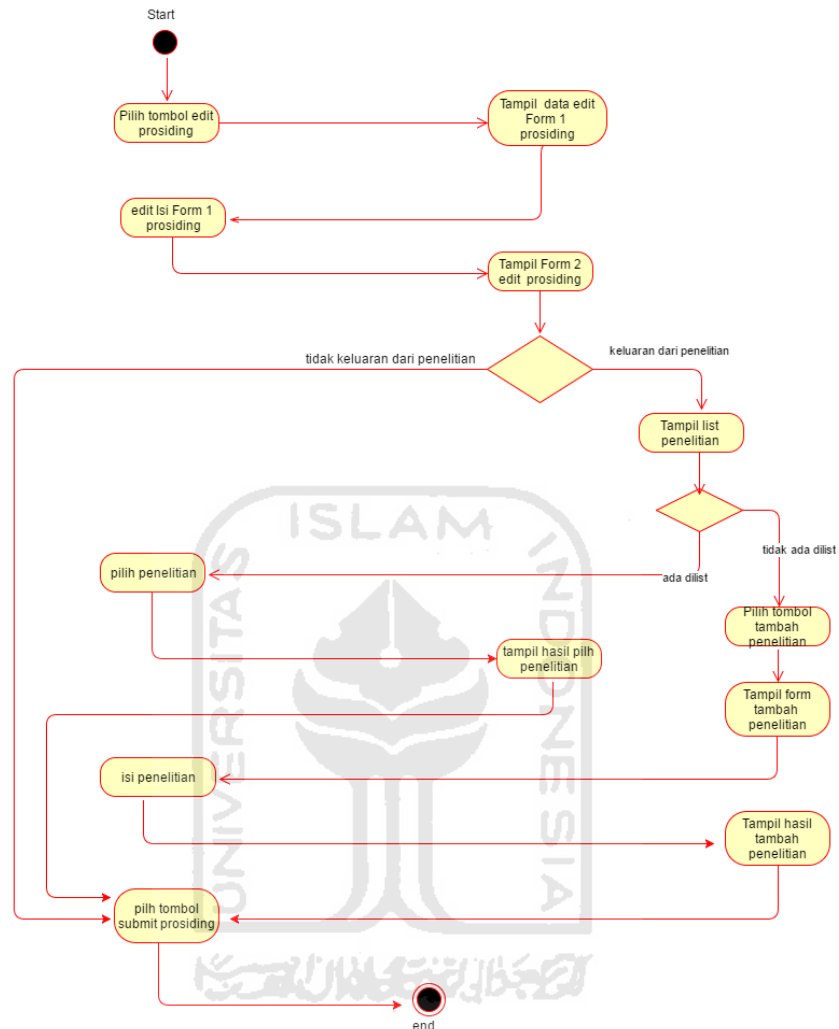 Start
Pilih tombol edit
prosiding
Tampil data edit
Form 1
prosiding
edit Isi Form 1
prosiding
Tampil Form 2
edit prosiding
tidak keluaran dari penelitian
keluaran dari penelitian
Tampil list
penelitian
tidak ada dilist
ada dilist
pilih penelitian
Pilih tombol
tambah
penelitian
tampil hasil pilh
penelitian
Tampil form
tambah
penelitian
isi penelitian
Tampil hasil
tambah
penelitian
pilh tombol
submit prosiding
end
UNIVERSITAS
ISLAM
INDONESIA